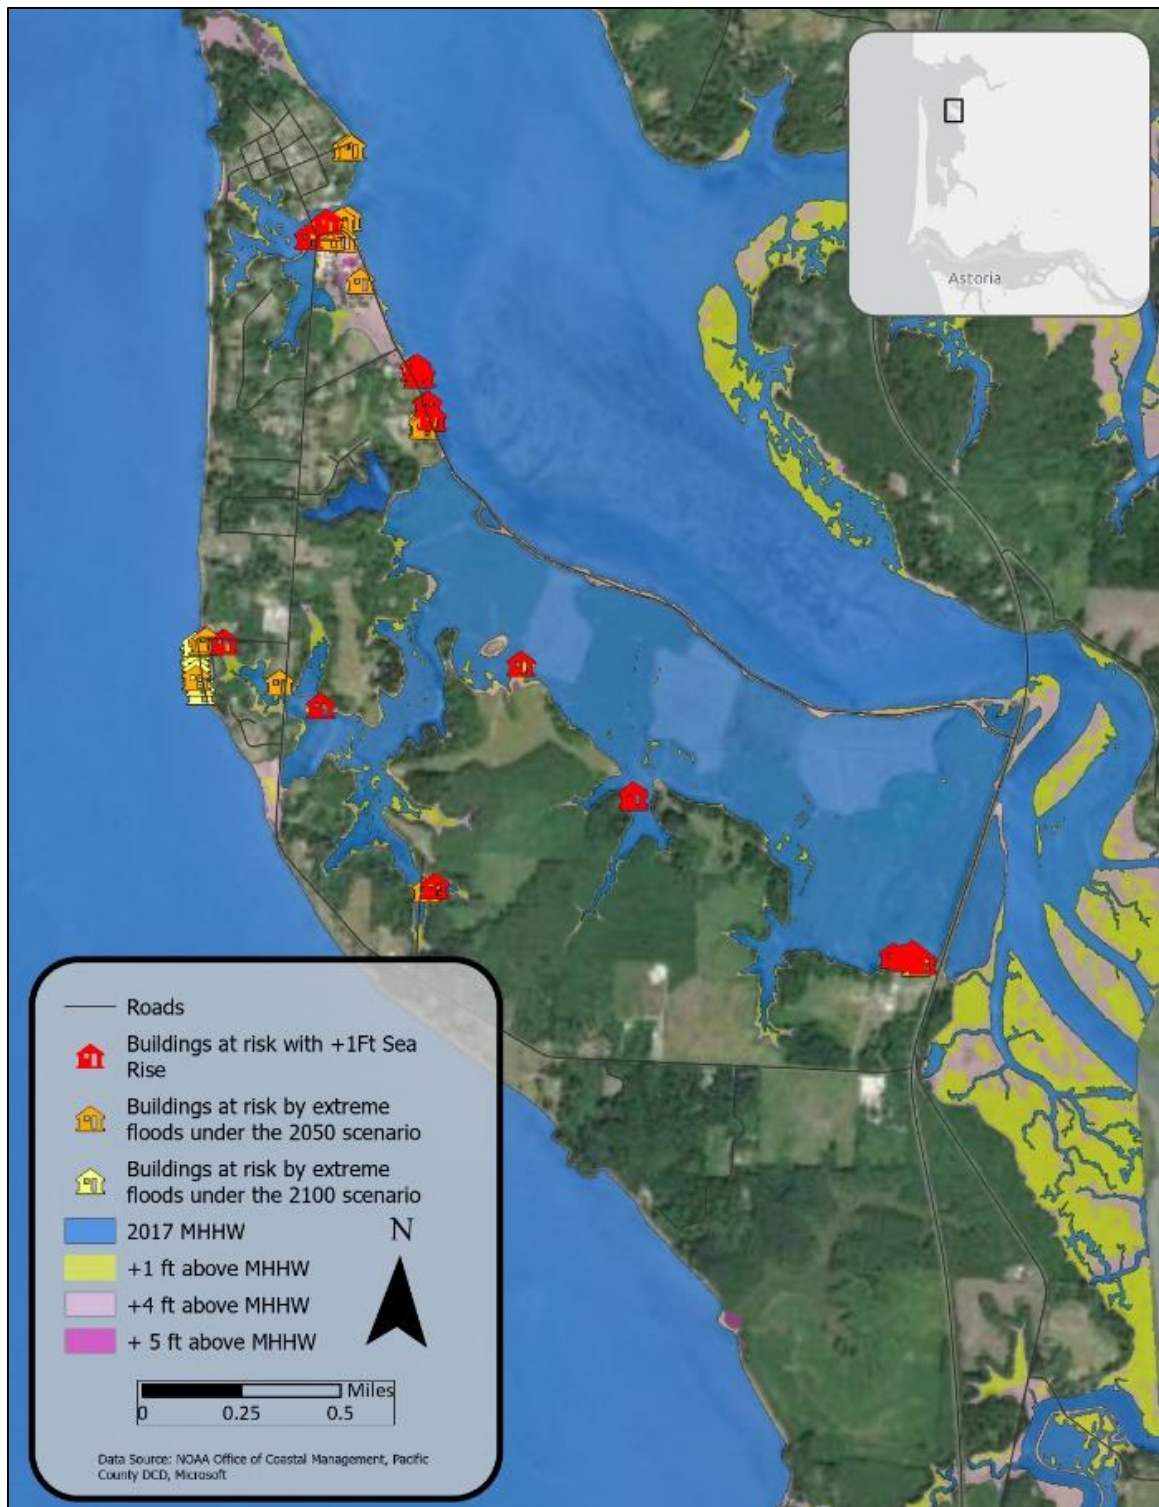 Astoria
Roads
Buildings at risk with +1Ft Sea
Rise
Buildings at risk by extreme
floods under the 2050 scenario
Buildings at risk by extreme
floods under the 2100 scenario
2017 MHHW
N
+1 ft above MHHW
+4 ft above MHHW
+ 5 ft above MHHW
Miles
0 0.25 0.5
Data Source: NOAA Office of Coastal Management, Pacific
County DCD, Microsoft